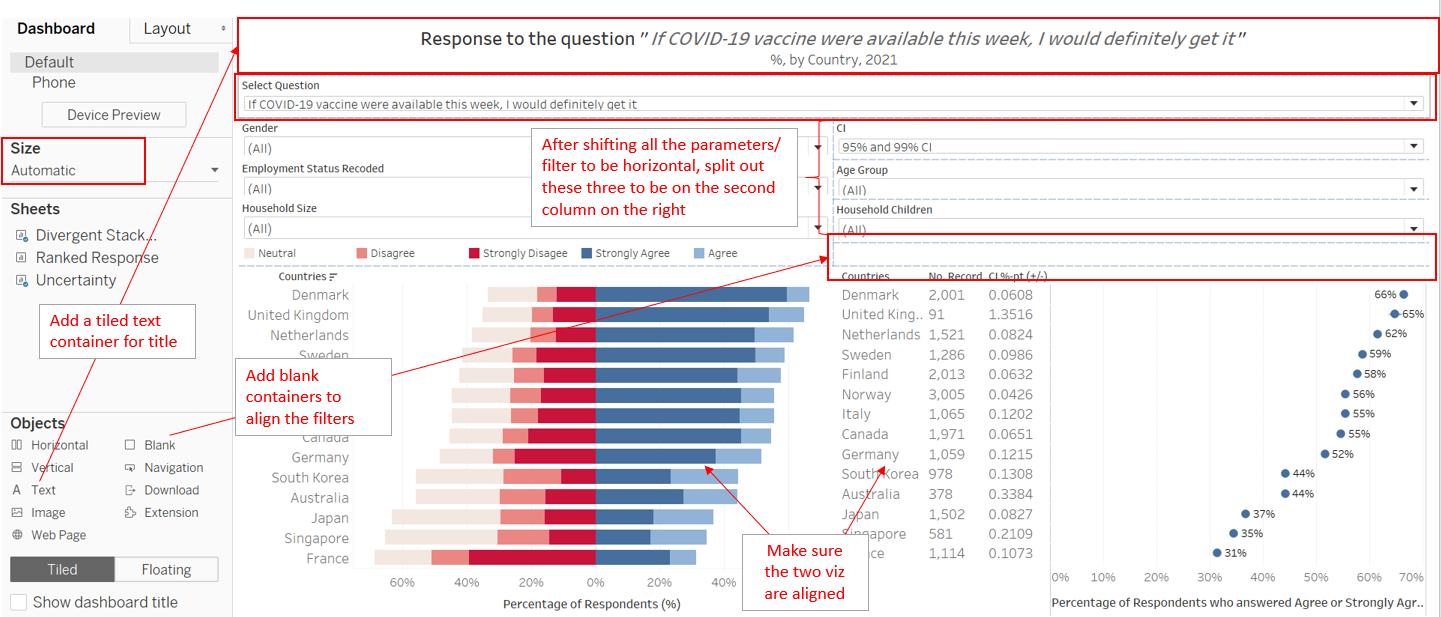 Dashboard
Layout
Default
Phone
Device Preview
Size
Automatic
Sheets
Divergent Stack...
Ranked Response
Uncertainty
Add a tiled text
container for title
Objects
Horizontal
Blank
Vertical
Navigation
Text
Download
Image
Extension
Web Page
Tiled
Floating
Show dashboard title
Response to the question " If COVID-19 vaccine were available this week, I would definitely get it"
%, by Country, 2021
Select Question
If COVID-19 vaccine were available this week, I would definitely get it
Gender
(All)
Employment Status Recoded
(All)
Household Size
(All)
CI
95% and 99% CI
Age Group
(All)
Household Children
(All)
After shifting all the parameters/
filter to be horizontal, split out
these three to be on the second
column on the right
Neutral
Disagree
Strongly Disagee
Strongly Agree
Agree
Countries
Denmark
United Kingdom
Netherlands
Sweden
Canada
Germany
South Korea
Australia
Japan
Singapore
France
60% 40% 20% 0% 20% 40%
Percentage of Respondents (%)
Add blank
containers to
align the filters
Make sure
the two viz
are aligned
Countries No. Record CI %-pt (+/-)
Denmark 2,001 0.0608 66%
United King.. 91 1.3516 65%
Netherlands 1,521 0.0824 62%
Sweden 1,286 0.0986 59%
Finland 2,013 0.0632 58%
Norway 3,005 0.0426 56%
Italy 1,065 0.1202 55%
Canada 1,971 0.0651 55%
Germany 1,059 0.1215 52%
South Korea 978 0.1308 44%
Australia 378 0.3384 44%
Japan 1,502 0.0827 37%
Singapore 581 0.2109 35%
ce 1,114 0.1073 31%
0% 10% 20% 30% 40% 50% 60% 70%
Percentage of Respondents who answered Agree or Strongly Agr..